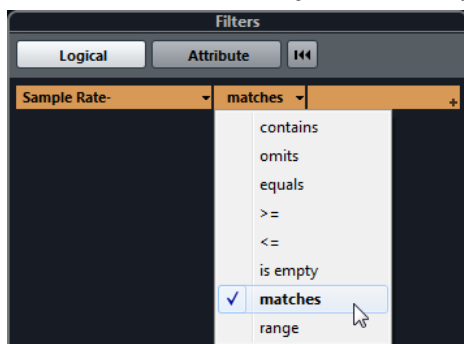 Filters
Logical Attribute
Sample Rate- matches +
contains
omits
equals
>=
<=
is empty
✓ matches
range